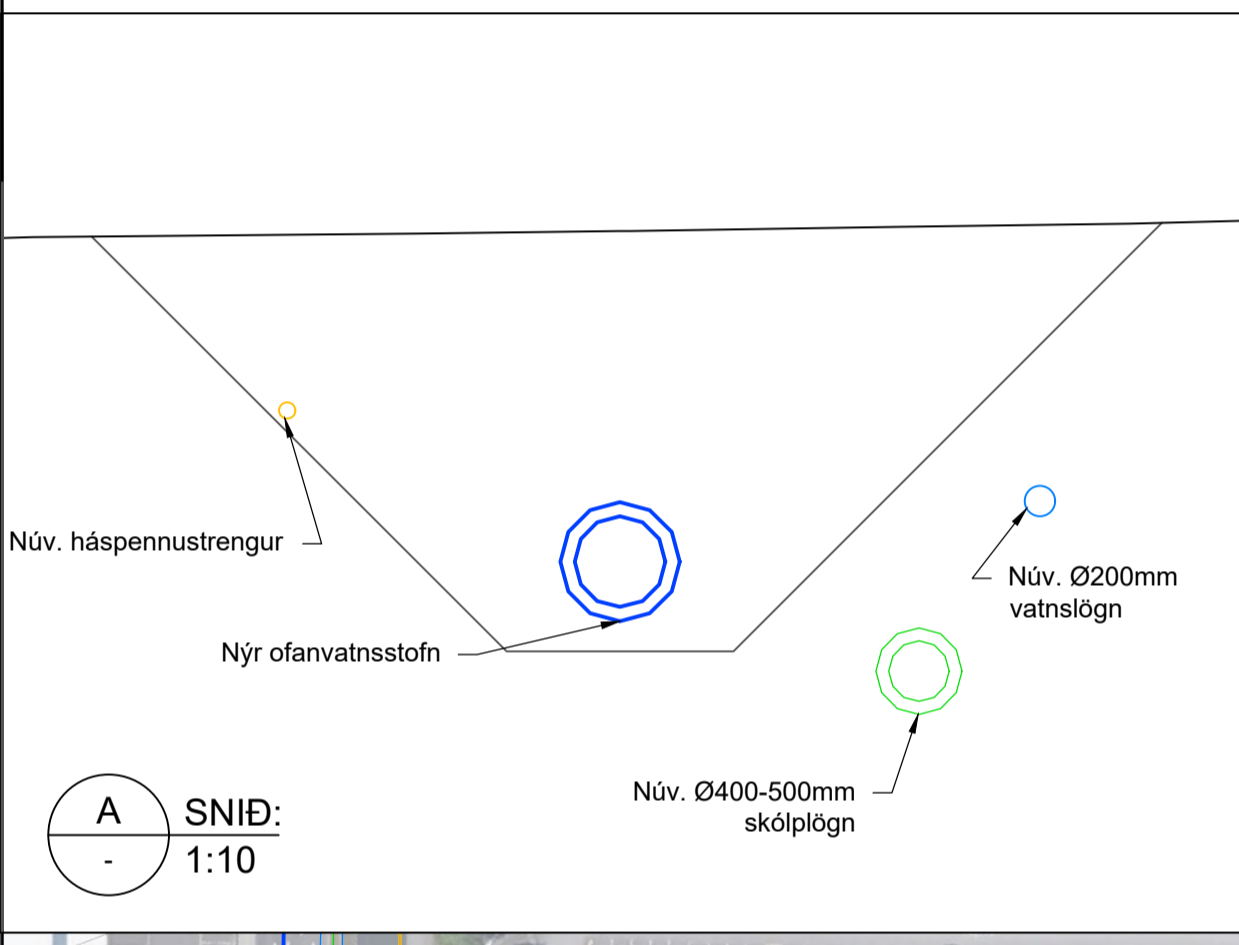 Núv. háspennustrengur
Núv. Ø200mm
vatnslögn
Nýr ofanvatnsstofn
Núv. Ø400-500mm
skólplögn
A
-
SNIÐ:
1:10